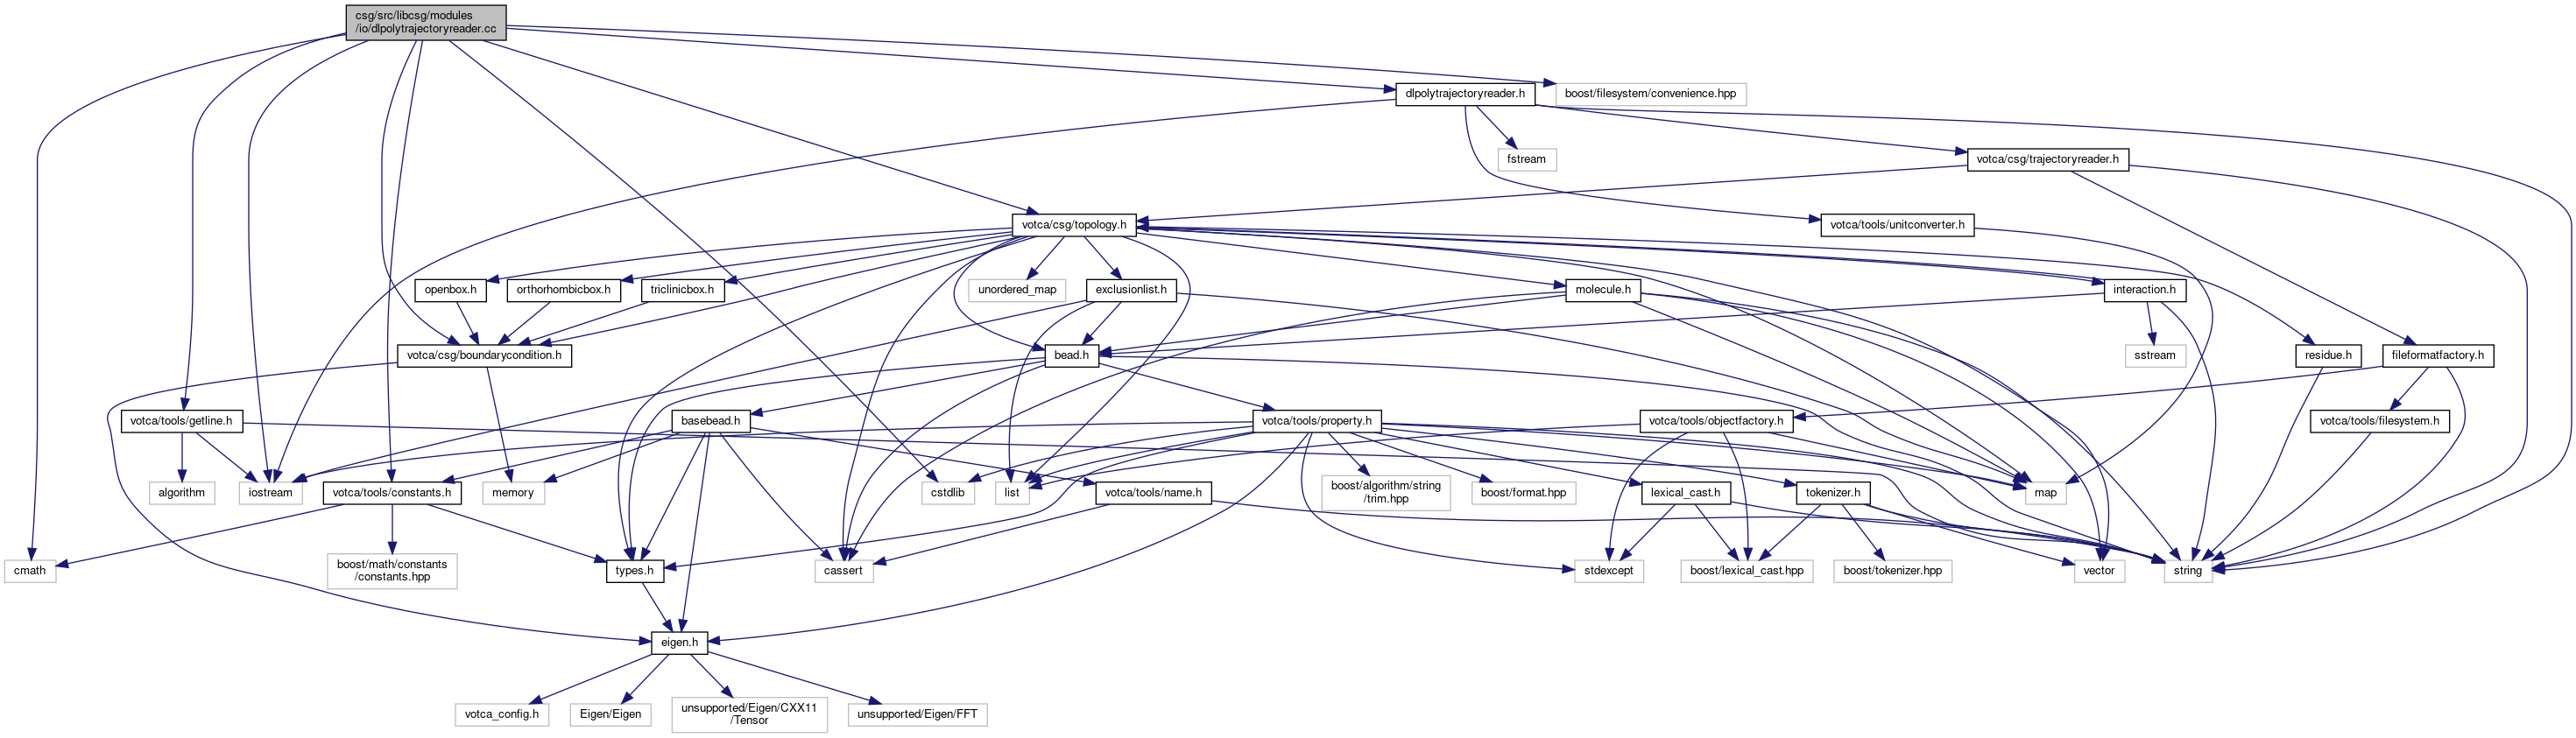 csg/src/libcsg/modules
/io/dlpolytrajectoryreader.cc
dlpolytrajectoryreader.h
boost/filesystem/convenience.hpp
fstream
votca/csg/trajectoryreader.h
votca/csg/topology.h
votca/tools/unitconverter.h
openbox.h
orthorhombicbox.h
triclinicbox.h
unordered_map
exclusionlist.h
molecule.h
interaction.h
votca/csg/boundarycondition.h
bead.h
sstream
residue.h
fileformatfactory.h
votca/tools/getline.h
basebead.h
votca/tools/property.h
votca/tools/objectfactory.h
votca/tools/filesystem.h
algorithm
iostream
votca/tools/constants.h
memory
cstdlib
list
votca/tools/name.h
boost/algorithm/string
/trim.hpp
boost/format.hpp
lexical_cast.h
tokenizer.h
map
cmath
boost/math/constants
/constants.hpp
types.h
cassert
stdexcept
boost/lexical_cast.hpp
boost/tokenizer.hpp
vector
string
eigen.h
votca_config.h
Eigen/Eigen
unsupported/Eigen/CXX11
/Tensor
unsupported/Eigen/FFT